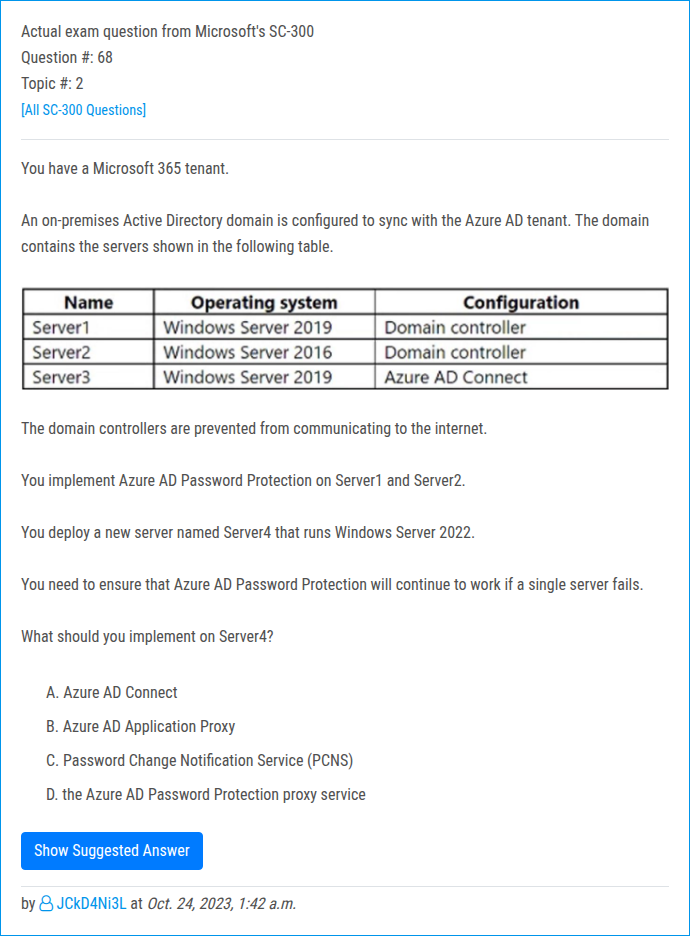 Actual exam question from Microsoft's SC-300
Question #: 68
Topic #: 2
[All SC-300 Questions]
You have a Microsoft 365 tenant.
An on-premises Active Directory domain is configured to sync with the Azure AD tenant. The domain
contains the servers shown in the following table.
Name Operating system Configuration
Server1 Windows Server 2019 Domain controller
Server2 Windows Server 2016 Domain controller
Server3 Windows Server 2019 Azure AD Connect
The domain controllers are prevented from communicating to the internet.
You implement Azure AD Password Protection on Server1 and Server2.
You deploy a new server named Server4 that runs Windows Server 2022.
You need to ensure that Azure AD Password Protection will continue to work if a single server fails.
What should you implement on Server4?
A. Azure AD Connect
B. Azure AD Application Proxy
C. Password Change Notification Service (PCNS)
D. the Azure AD Password Protection proxy service
Show Suggested Answer
by JCkD4Ni3L at Oct. 24, 2023, 1:42 a.m.